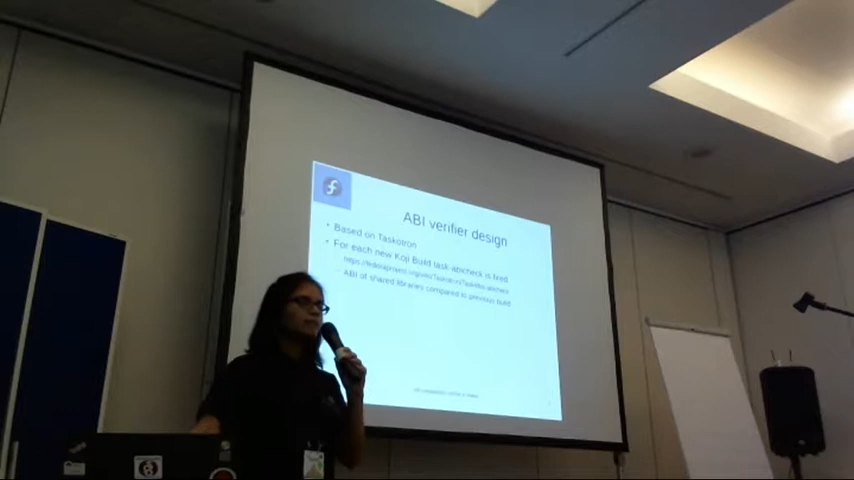 ABI verifier design
• Based on Taskotron
• For each new Koji Build task-abicheck is fired
– ABI of shared libraries compared to previous build